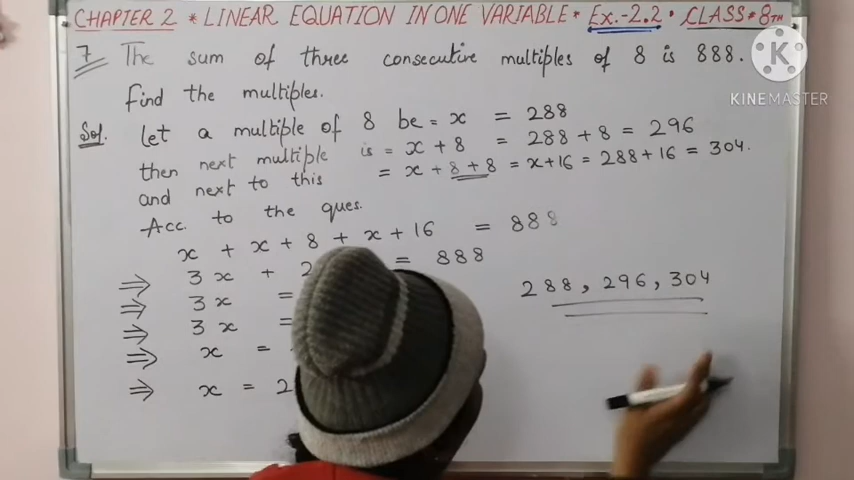 CHAPTER 2 * LINEAR EQUATION IN ONE VARIABLE * Ex.-2.2 * CLASS # 8TH
7 The sum of three consecutive multiples of 8 is 888.
find the multiples.
K KINEMASTER
Sol. let a multiple of 8 be = x = 288
then next multiple is = x + 8 = 288 + 8 = 296
and next to this = x + 8 + 8 = x + 16 = 288 + 16 = 304.
Acc. to the ques.
x + x + 8 + x + 16 = 888
⇒ 3x + 2 = 888
⇒ 3x =
⇒ 3x =
⇒ x =
⇒ x = 2
288, 296, 304